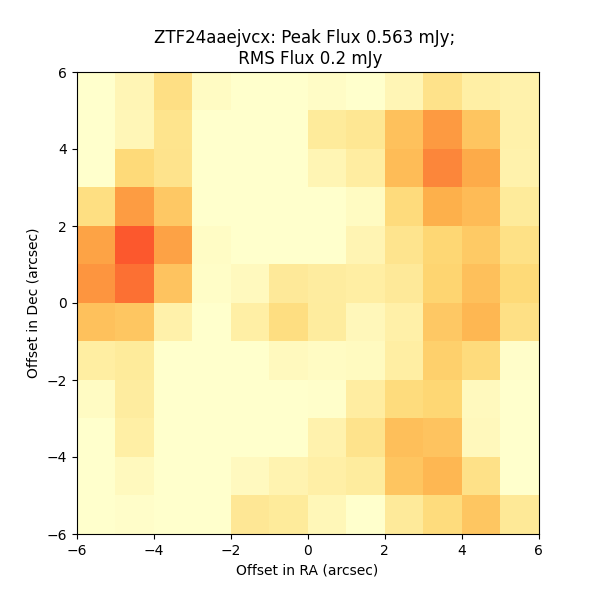 ZTF24aaejvcx: Peak Flux 0.563 mJy;
RMS Flux 0.2 mJy
6
4
2
0
−2
−4
−6
Offset in Dec (arcsec)
−6 −4 −2 0 2 4 6
Offset in RA (arcsec)